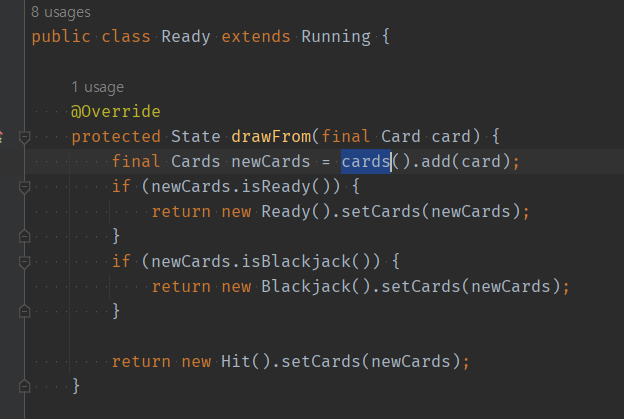 8 usages
public class Ready extends Running {
1 usage
@Override
protected State drawFrom(final Card card) {
final Cards newCards = cards().add(card);
if (newCards.isReady()) {
return new Ready().setCards(newCards);
}
if (newCards.isBlackjack()) {
return new Blackjack().setCards(newCards);
}
return new Hit().setCards(newCards);
}